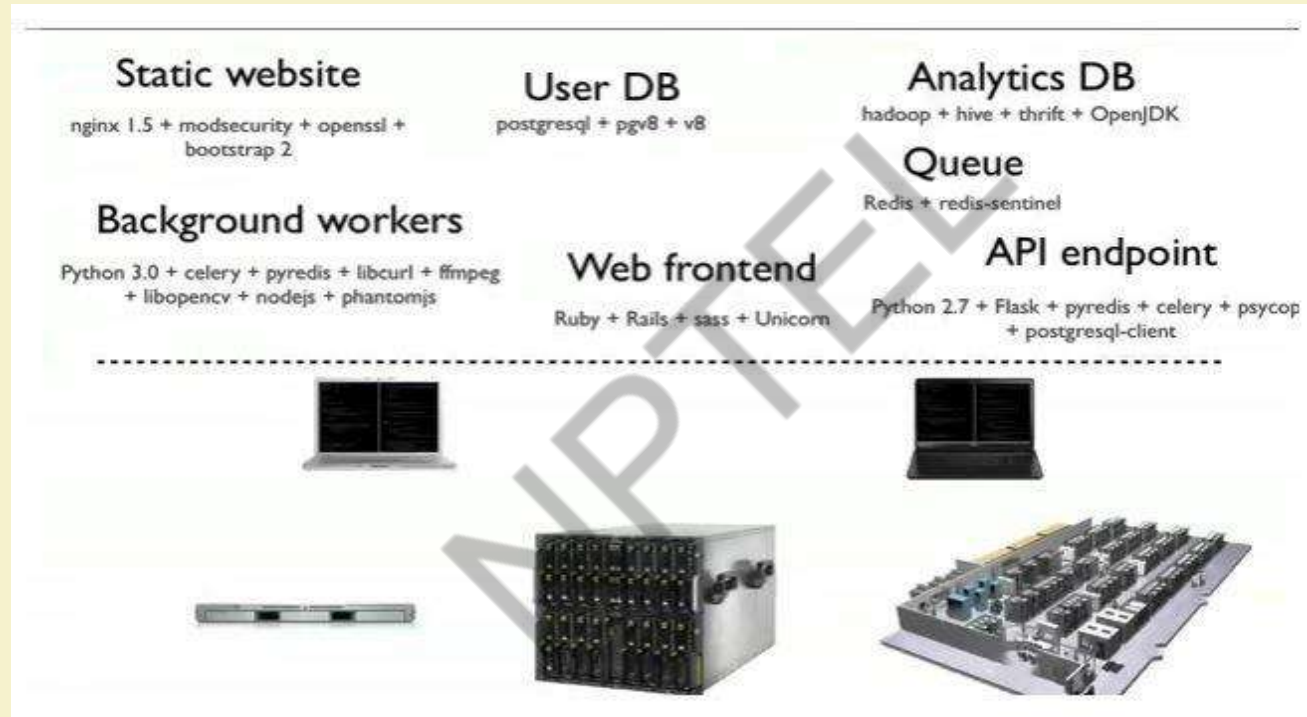 Static website
nginx 1.5 + modsecurity + openssl +
bootstrap 2
User DB
postgresql + pgv8 + v8
Analytics DB
hadoop + hive + thrift + OpenJDK
Queue
Redis + redis-sentinel
Background workers
Python 3.0 + celery + pyredis + libcurl + ffmpeg
+ libopencv + nodejs + phantomjs
Web frontend
Ruby + Rails + sass + Unicorn
API endpoint
Python 2.7 + Flask + pyredis + celery + psycop
+ postgresql-client
NPTEL